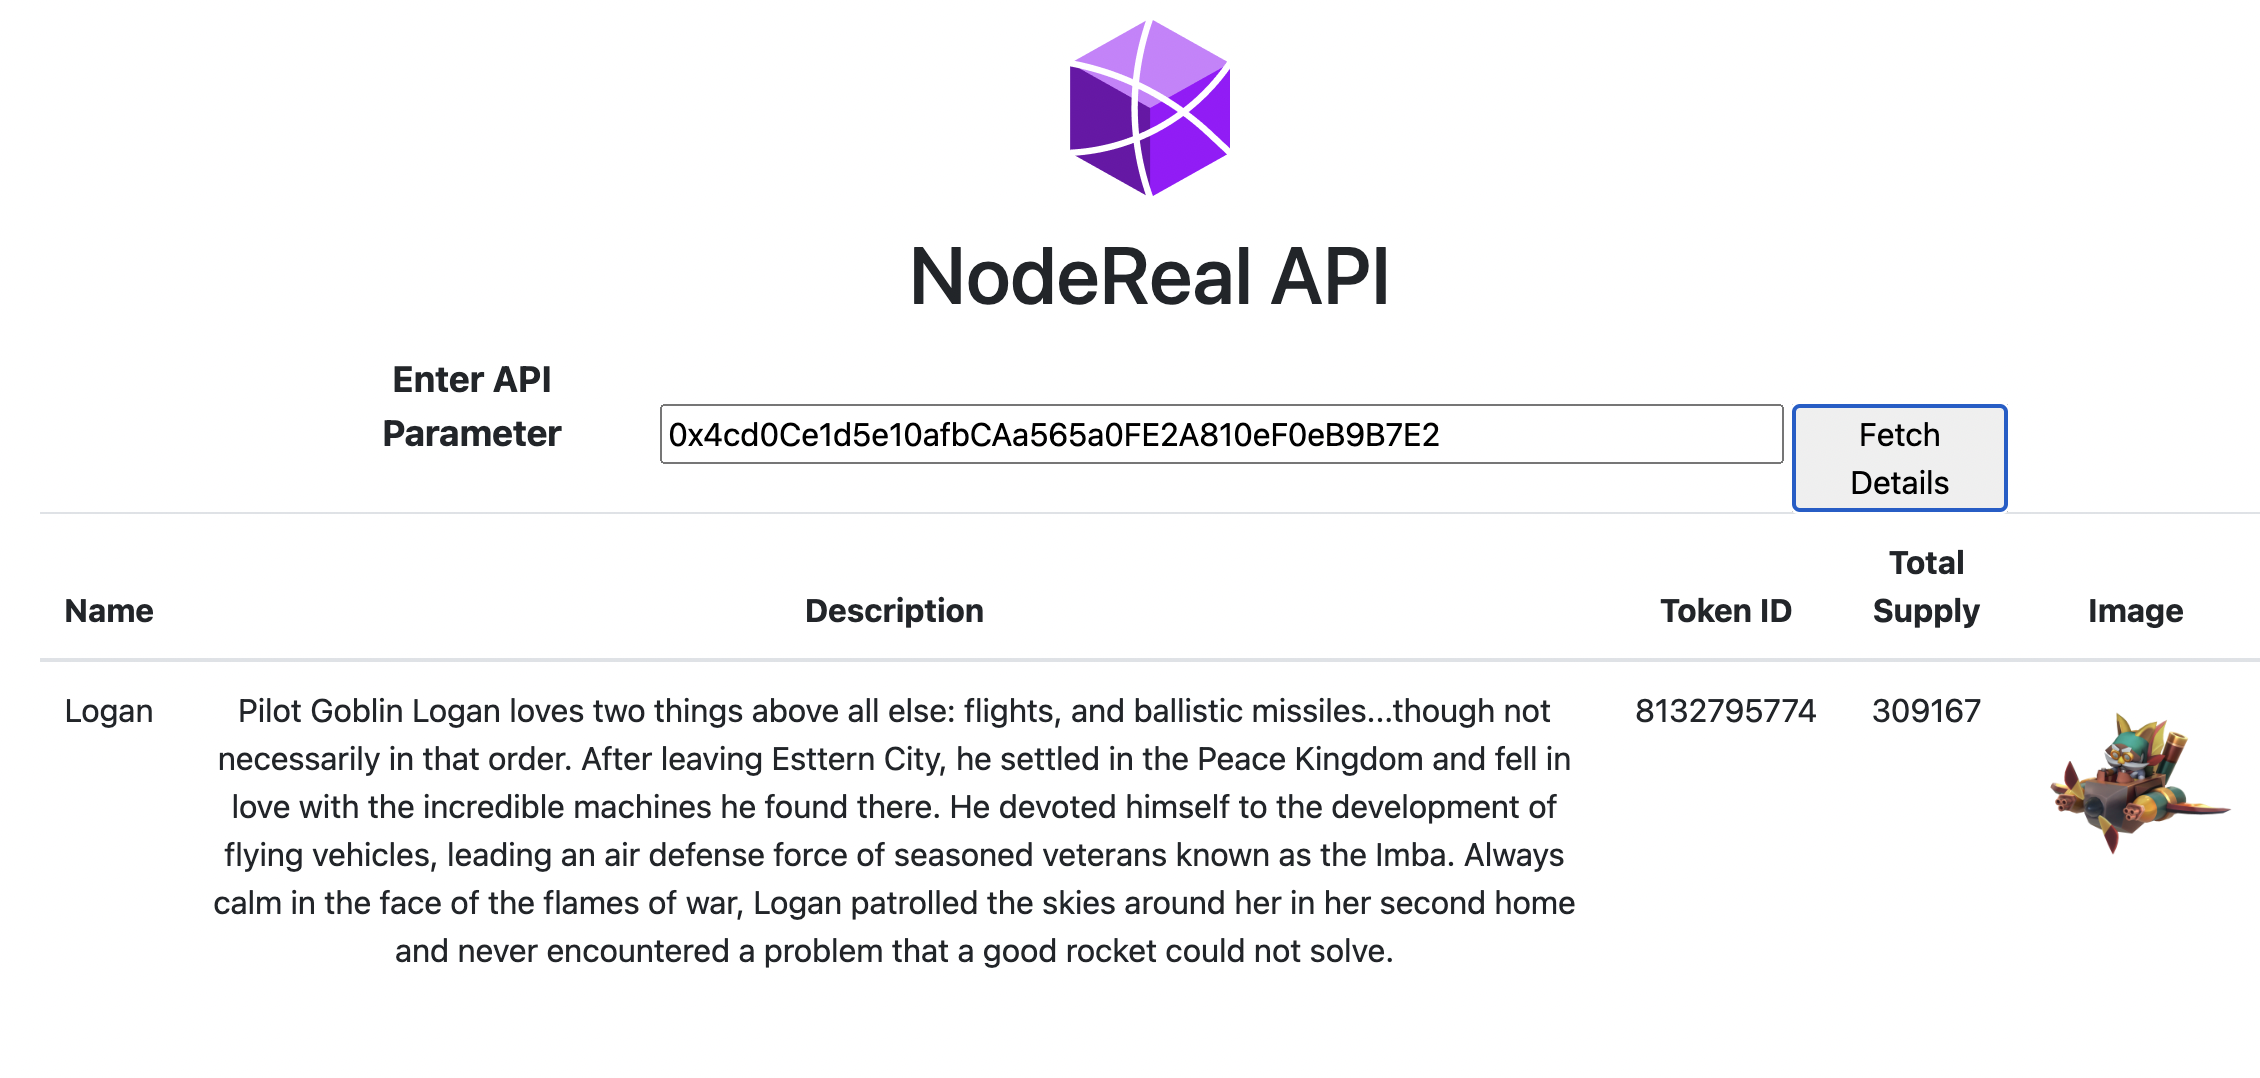 NodeReal API
Enter API
Parameter
0x4cd0Ce1d5e10afbCAa565a0FE2A810eF0eB9B7E2
Fetch
Details
Name
Description
Token ID
Total
Supply
Image
Logan
Pilot Goblin Logan loves two things above all else: flights, and ballistic missiles...though not
necessarily in that order. After leaving Esttern City, he settled in the Peace Kingdom and fell in
love with the incredible machines he found there. He devoted himself to the development of
flying vehicles, leading an air defense force of seasoned veterans known as the Imba. Always
calm in the face of the flames of war, Logan patrolled the skies around her in her second home
and never encountered a problem that a good rocket could not solve.
8132795774
309167